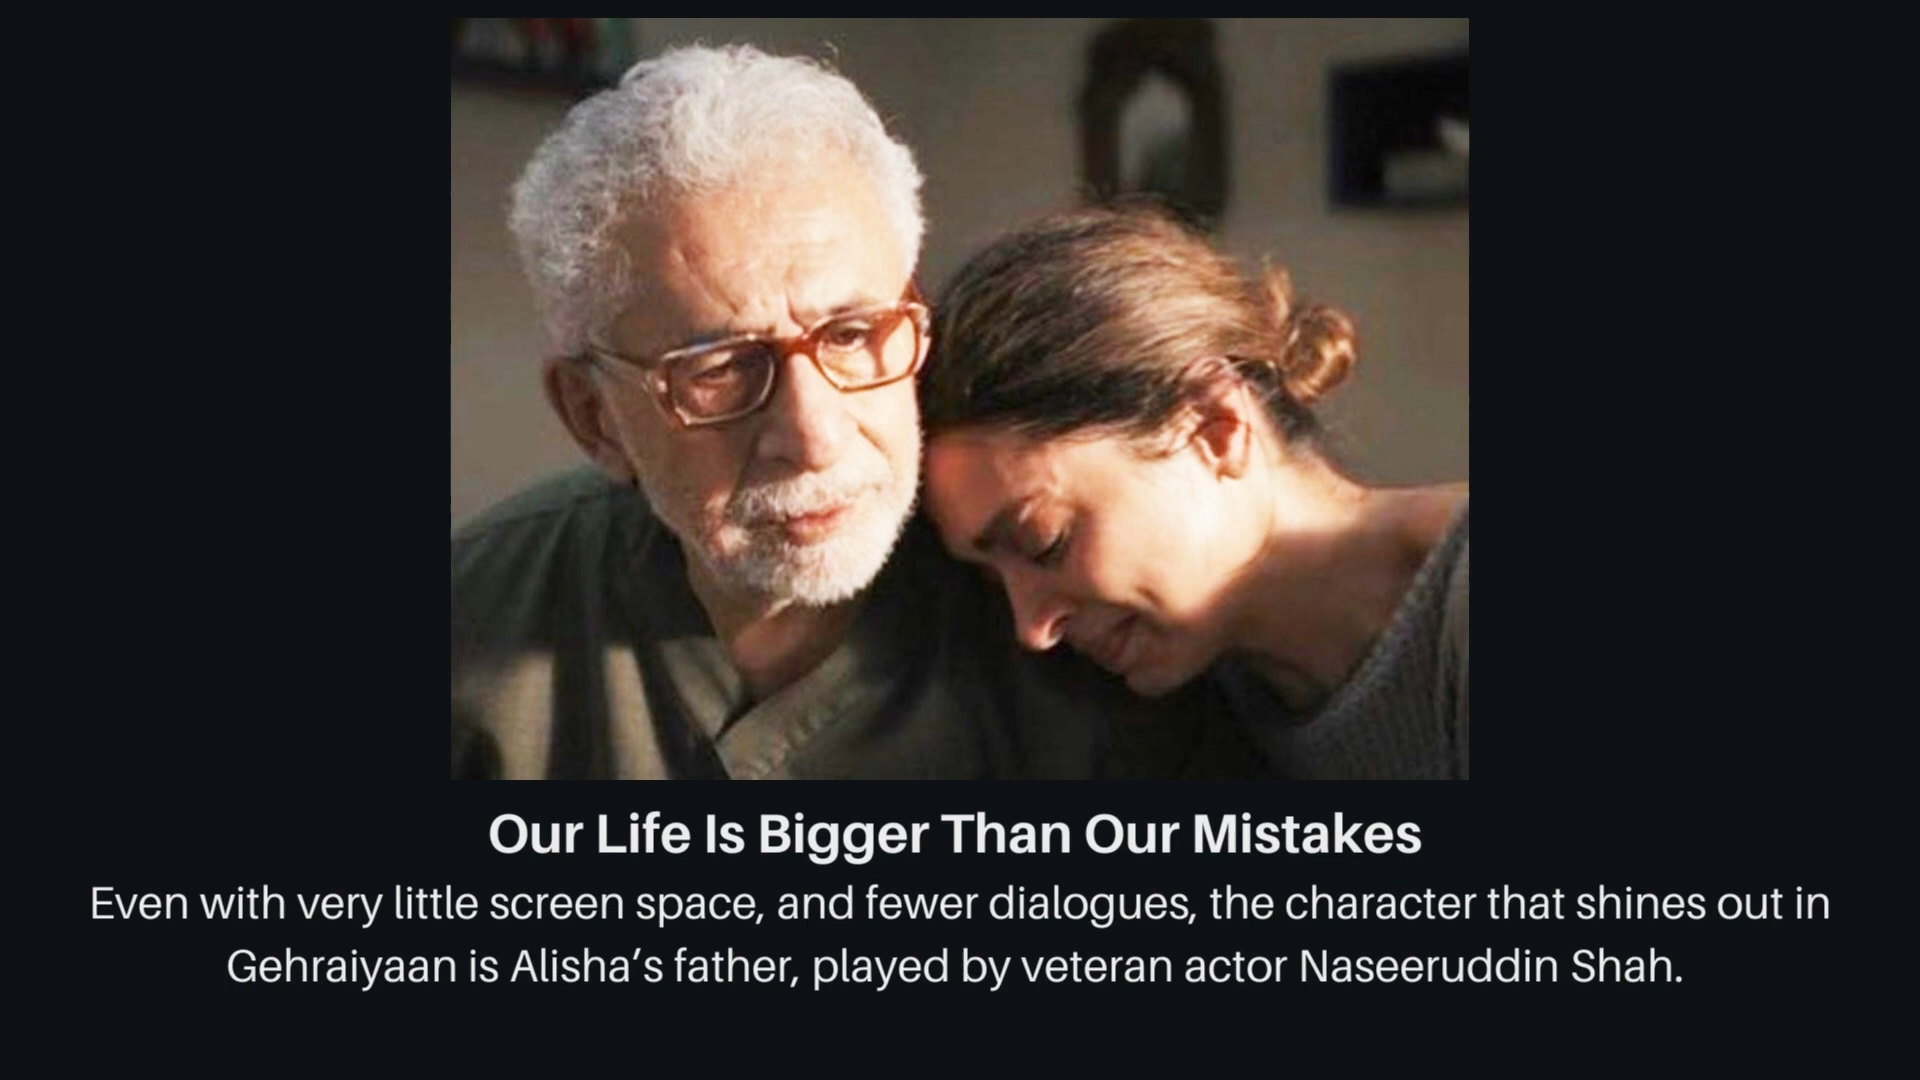 Our Life Is Bigger Than Our Mistakes
Even with very little screen space, and fewer dialogues, the character that shines out in
Gehraiyaan is Alisha’s father, played by veteran actor Naseeruddin Shah.